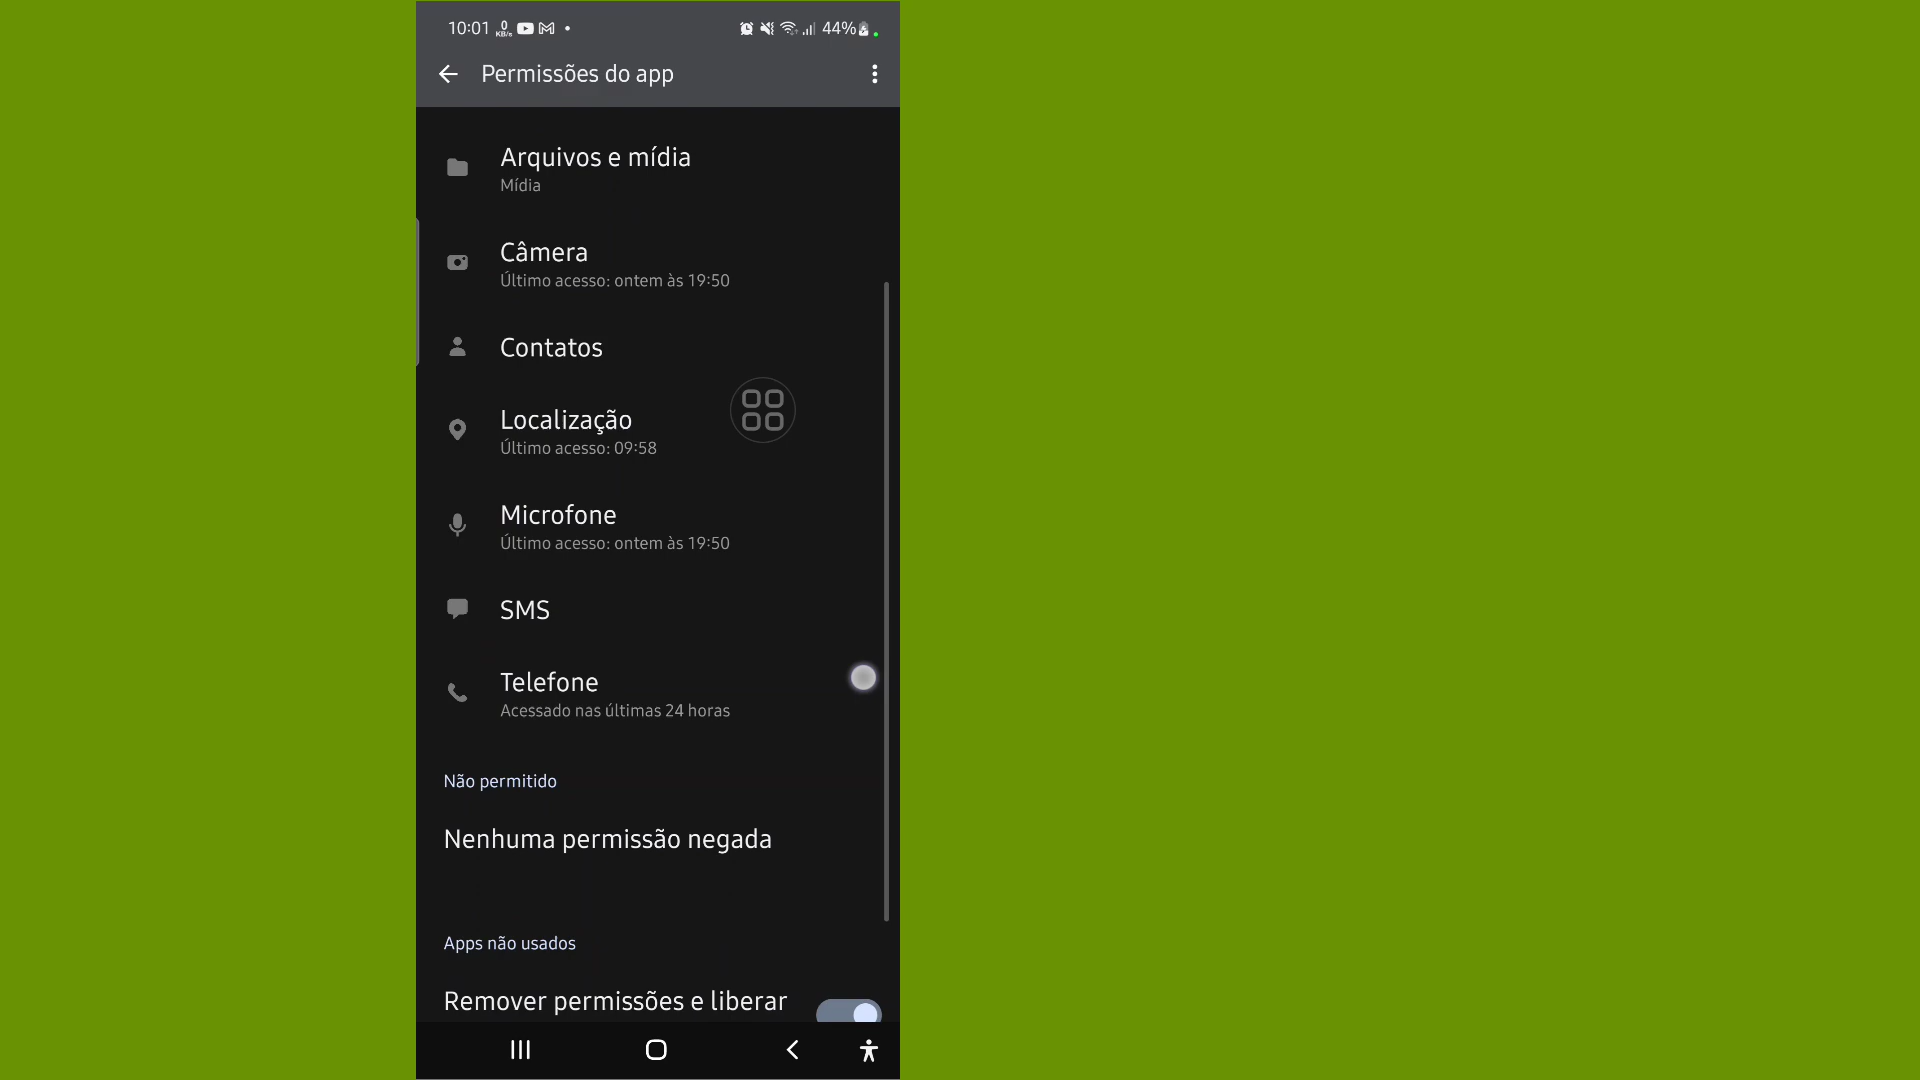 10:01 0 KB/s 44%
Permissões do app
Arquivos e mídia
Mídia
Câmera
Último acesso: ontem às 19:50
Contatos
Localização
Último acesso: 09:58
Microfone
Último acesso: ontem às 19:50
SMS
Telefone
Acessado nas últimas 24 horas
Não permitido
Nenhuma permissão negada
Apps não usados
Remover permissões e liberar